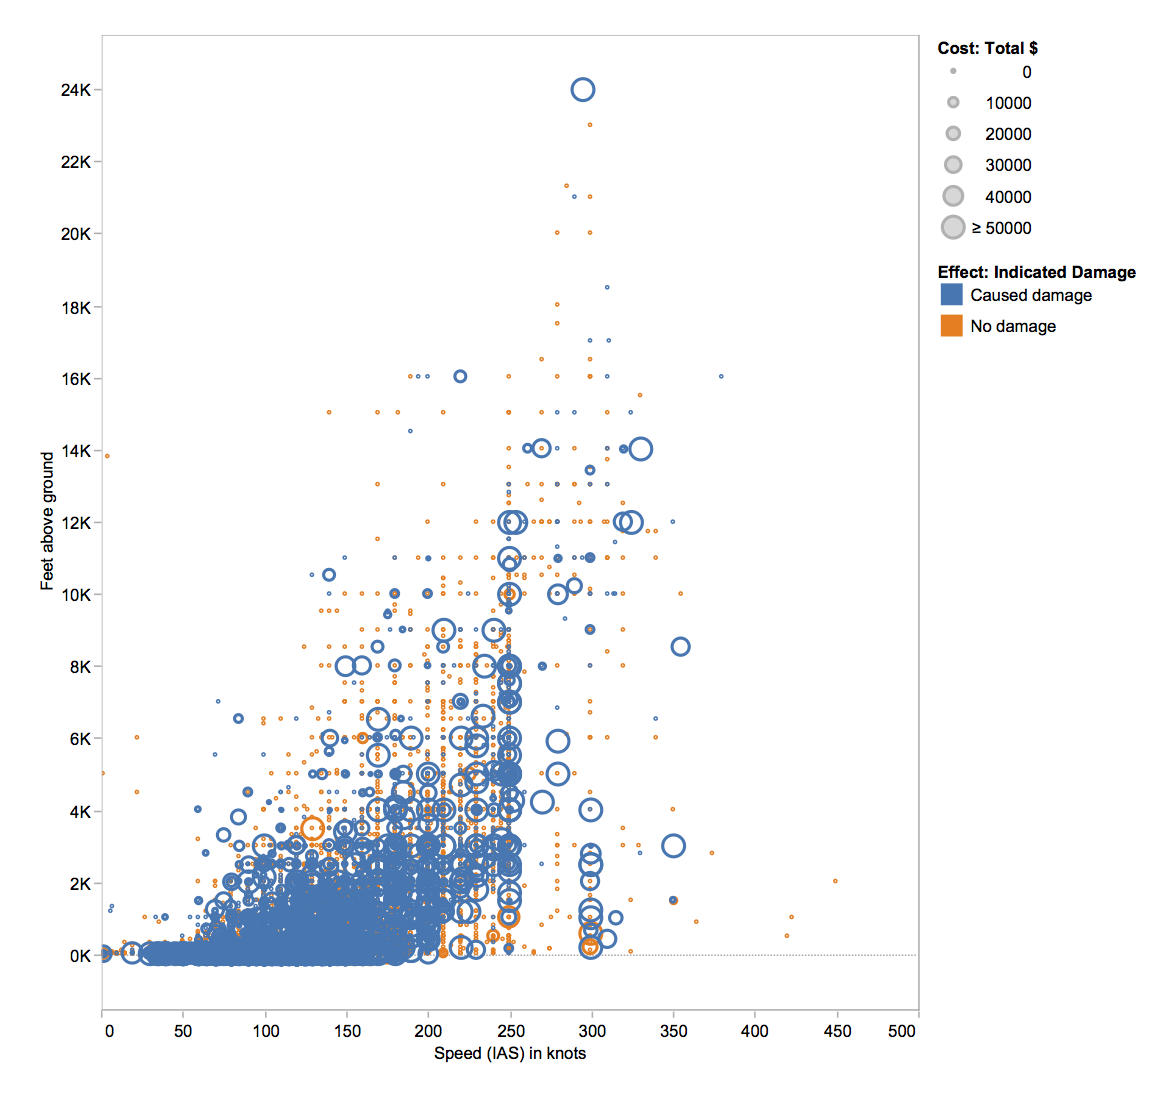 Cost: Total $
0
10000
20000
30000
40000
≥ 50000
Effect: Indicated Damage
Caused damage
No damage
Feet above ground
24K
22K
20K
18K
16K
14K
12K
10K
8K
6K
4K
2K
0K
0 50 100 150 200 250 300 350 400 450 500
Speed (IAS) in knots